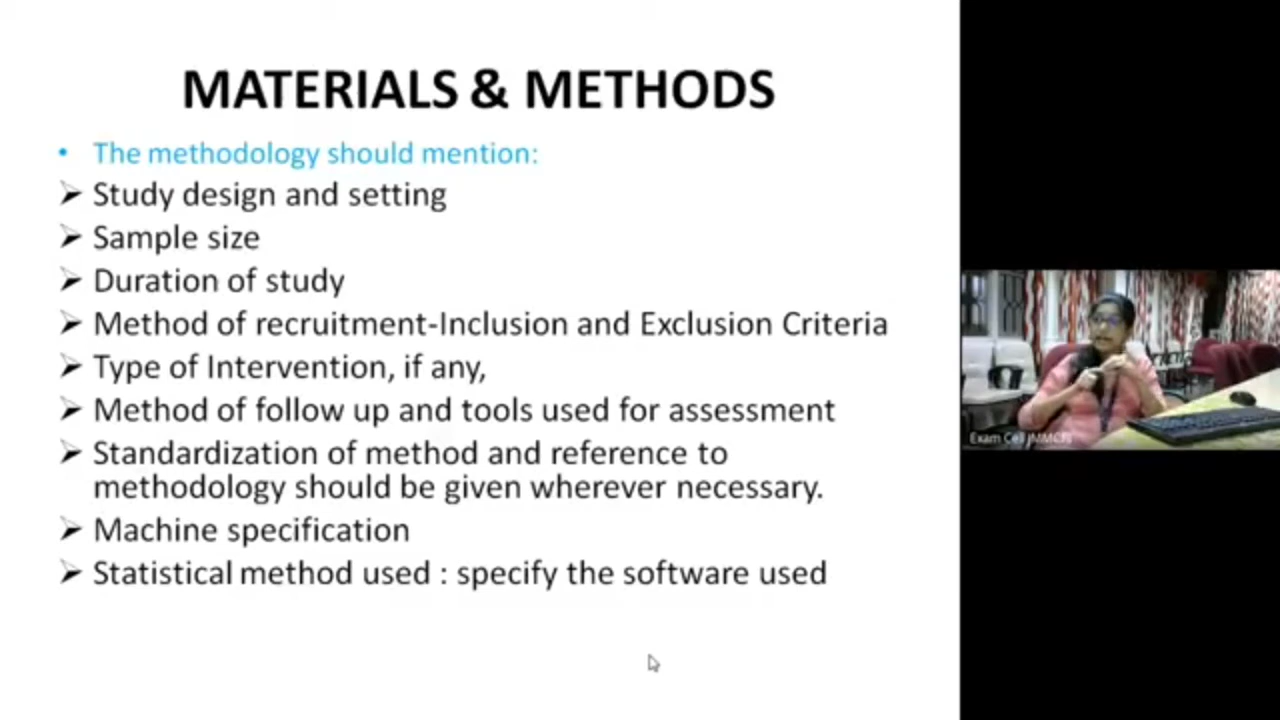 MATERIALS & METHODS
• The methodology should mention:
➢ Study design and setting
➢ Sample size
➢ Duration of study
➢ Method of recruitment-Inclusion and Exclusion Criteria
➢ Type of Intervention, if any,
➢ Method of follow up and tools used for assessment
➢ Standardization of method and reference to
methodology should be given wherever necessary.
➢ Machine specification
➢ Statistical method used : specify the software used
Exam Cell